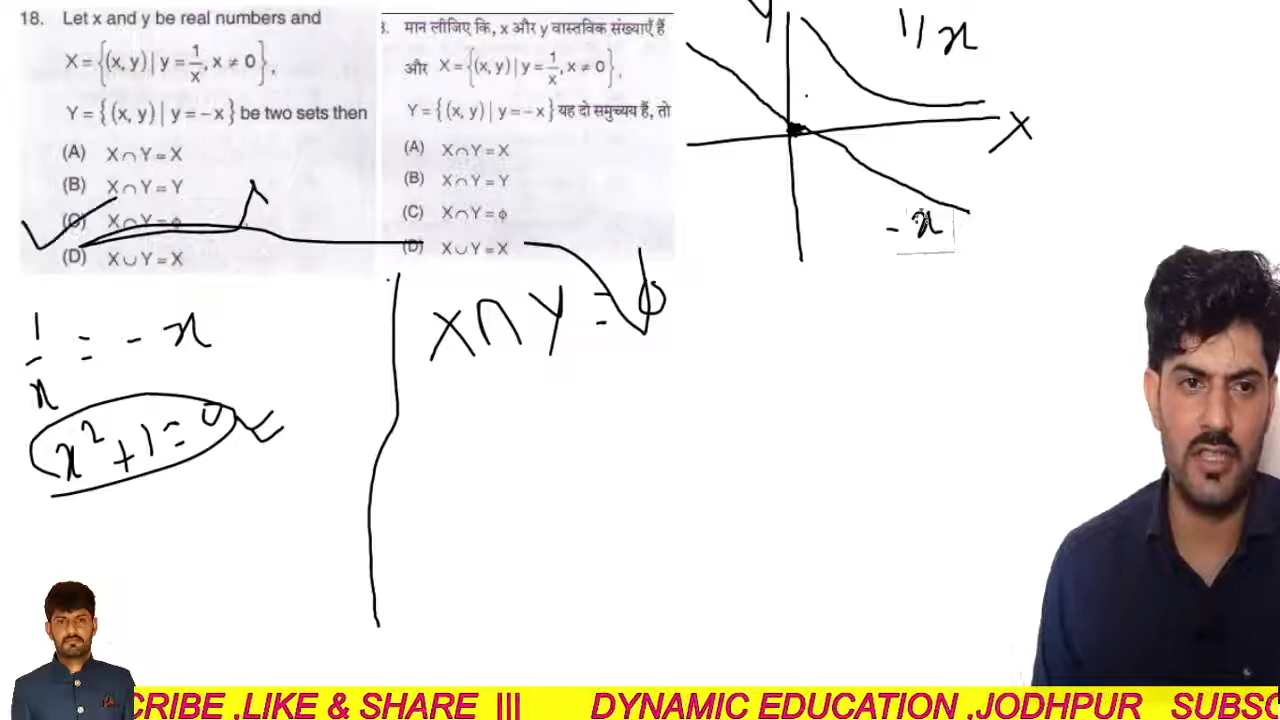 18. Let x and y be real numbers and
X = {(x, y) | y = 1/x, x ≠ 0},
Y = { (x, y) | y = − x } be two sets then
(A) X ∩ Y = X
(B) X ∩ Y = Y
(C) X ∩ Y = ϕ
(D) X ∪ Y = X
3. मान लीजिए कि, x और y वास्तविक संख्याएँ हैं
और X = {(x, y) | y = 1/x, x ≠ 0},
Y = { (x, y) | y = − x } यह दो समुच्चय हैं, तो
(A) X ∩ Y = X
(B) X ∩ Y = Y
(C) X ∩ Y = ϕ
(D) X ∪ Y = X
Y
1/x
X
- x
1/x = - x
x² + 1 = 0
X ∩ Y = ϕ
CRIBE ,LIKE & SHARE ||| DYNAMIC EDUCATION ,JODHPUR SUBSC